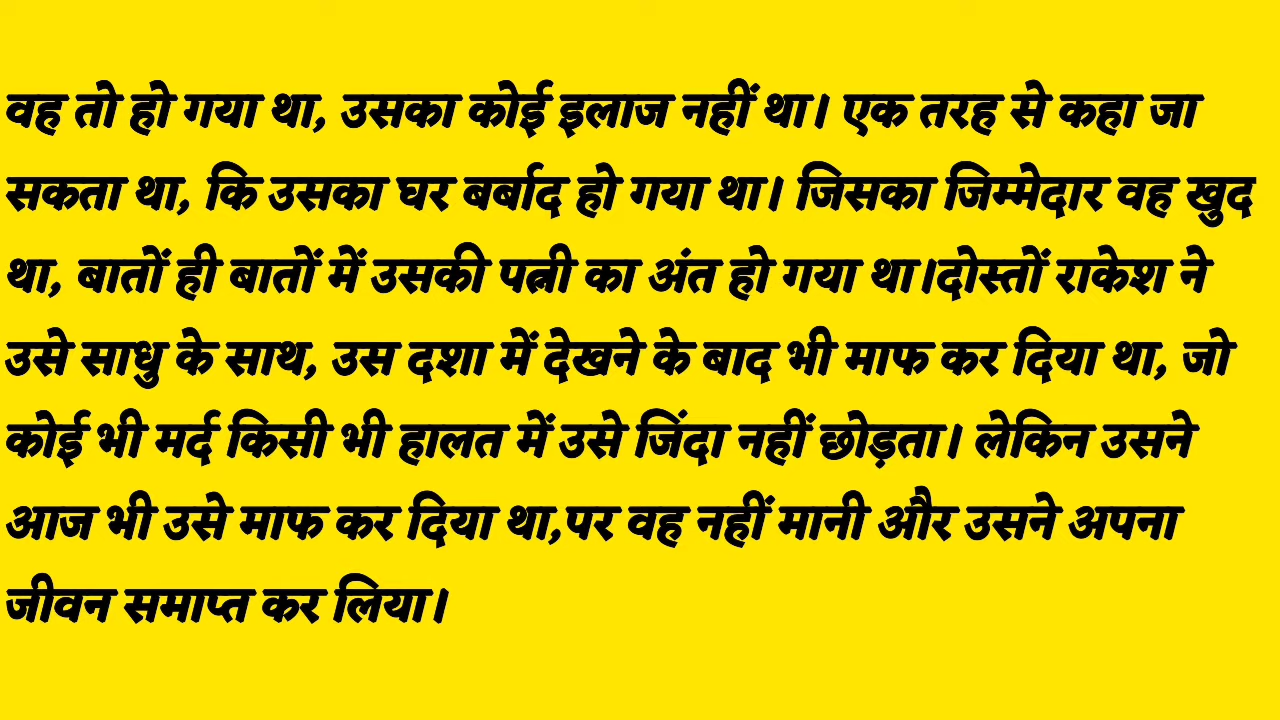 वह तो हो गया था, उसका कोई इलाज नहीं था। एक तरह से कहा जा
सकता था, कि उसका घर बर्बाद हो गया था। जिसका जिम्मेदार वह खुद
था, बातों ही बातों में उसकी पत्नी का अंत हो गया था।दोस्तों राकेश ने
उसे साधु के साथ, उस दशा में देखने के बाद भी माफ कर दिया था, जो
कोई भी मर्द किसी भी हालत में उसे जिंदा नहीं छोड़ता। लेकिन उसने
आज भी उसे माफ कर दिया था,पर वह नहीं मानी और उसने अपना
जीवन समाप्त कर लिया।